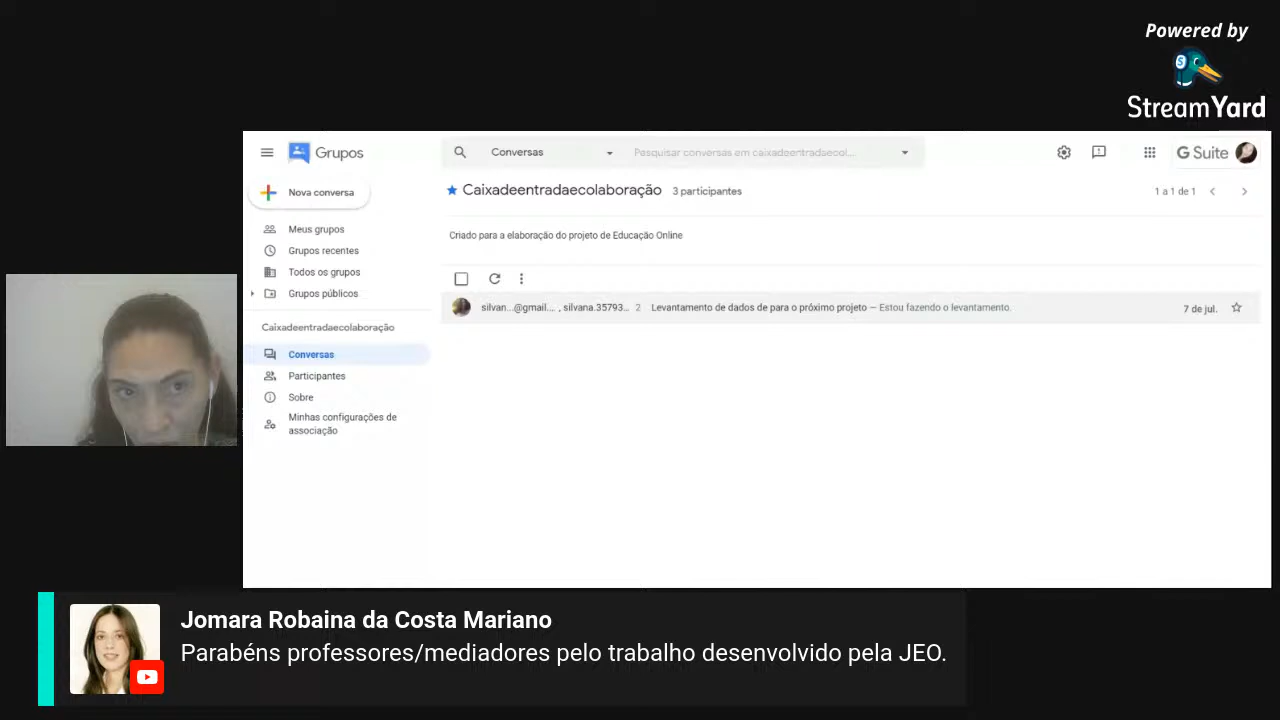 Powered by
StreamYard
Grupos
Conversas
Pesquisar conversas em caixadeentradaecol...
G Suite
Nova conversa
Caixadeentradaecolaboração 3 participantes
1 a 1 de 1
Meus grupos
Criado para a elaboração do projeto de Educação Online
Grupos recentes
Todos os grupos
Grupos públicos
silvan...@gmail.... , silvana.35793... 2 Levantamento de dados de para o próximo projeto — Estou fazendo o levantamento. 7 de jul.
Caixadeentradaecolaboração
Conversas
Participantes
Sobre
Minhas configurações de
associação
Jomara Robaina da Costa Mariano
Parabéns professores/mediadores pelo trabalho desenvolvido pela JEO.